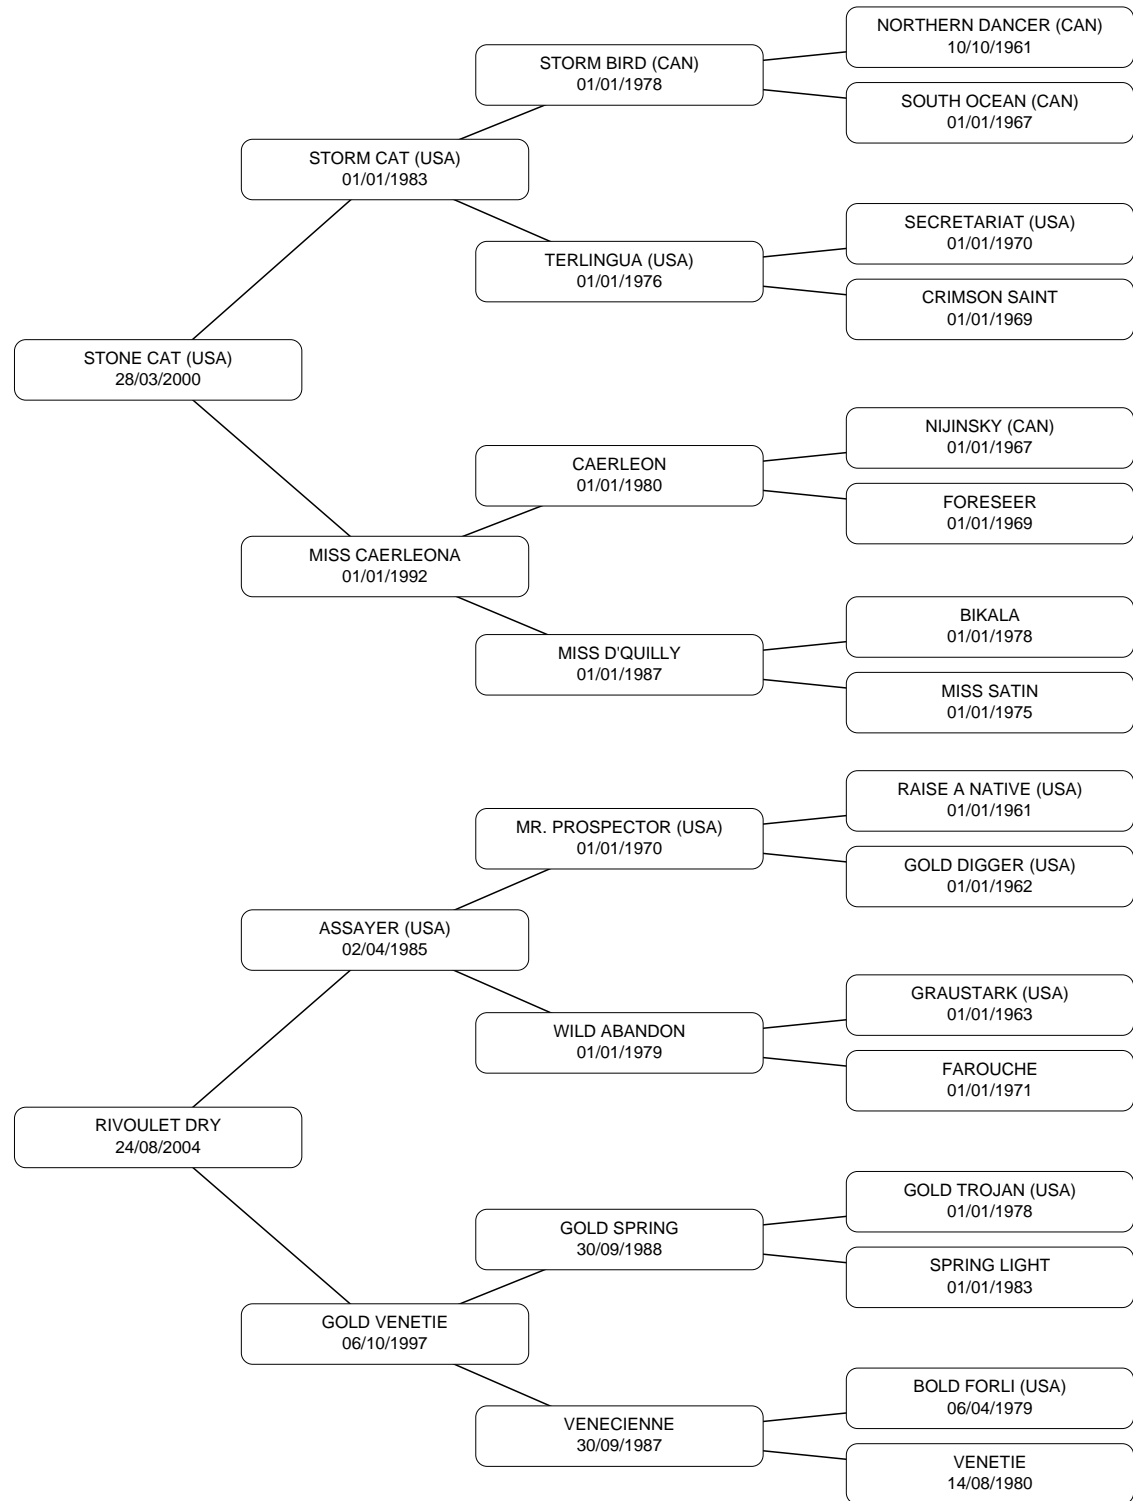 NORTHERN DANCER (CAN)
10/10/1961
STORM BIRD (CAN)
01/01/1978
SOUTH OCEAN (CAN)
01/01/1967
STORM CAT (USA)
01/01/1983
SECRETARIAT (USA)
01/01/1970
TERLINGUA (USA)
01/01/1976
CRIMSON SAINT
01/01/1969
STONE CAT (USA)
28/03/2000
NIJINSKY (CAN)
01/01/1967
CAERLEON
01/01/1980
FORESEER
01/01/1969
MISS CAERLEONA
01/01/1992
BIKALA
01/01/1978
MISS D'QUILLY
01/01/1987
MISS SATIN
01/01/1975
RAISE A NATIVE (USA)
01/01/1961
MR. PROSPECTOR (USA)
01/01/1970
GOLD DIGGER (USA)
01/01/1962
ASSAYER (USA)
02/04/1985
GRAUSTARK (USA)
01/01/1963
WILD ABANDON
01/01/1979
FAROUCHE
01/01/1971
RIVOULET DRY
24/08/2004
GOLD TROJAN (USA)
01/01/1978
GOLD SPRING
30/09/1988
SPRING LIGHT
01/01/1983
GOLD VENETIE
06/10/1997
BOLD FORLI (USA)
06/04/1979
VENECIENNE
30/09/1987
VENETIE
14/08/1980